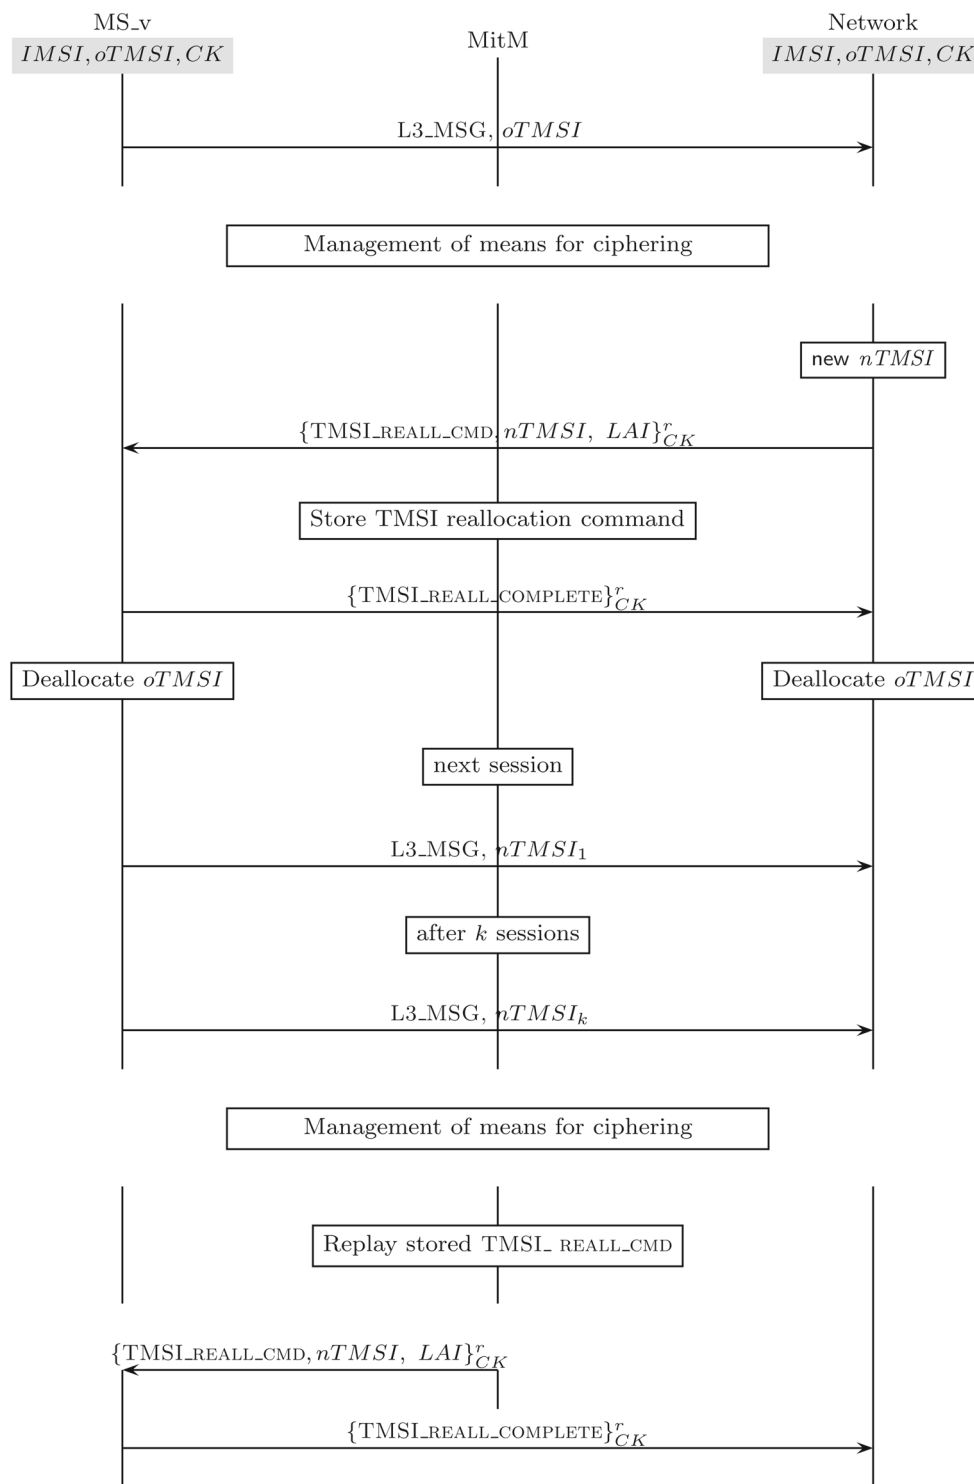 MS_v
MitM
Network
IMSI, oTMSI, CK
IMSI, oTMSI, CK
L3_MSG, oTMSI
Management of means for ciphering
new nTMSI
{TMSI_REALL_CMD, nTMSI, LAI}^r_CK
Store TMSI reallocation command
{TMSI_REALL_COMPLETE}^r_CK
Deallocate oTMSI
Deallocate oTMSI
next session
L3_MSG, nTMSI_1
after k sessions
L3_MSG, nTMSI_k
Management of means for ciphering
Replay stored TMSI_ REALL_CMD
{TMSI_REALL_CMD, nTMSI, LAI}^r_CK
{TMSI_REALL_COMPLETE}^r_CK